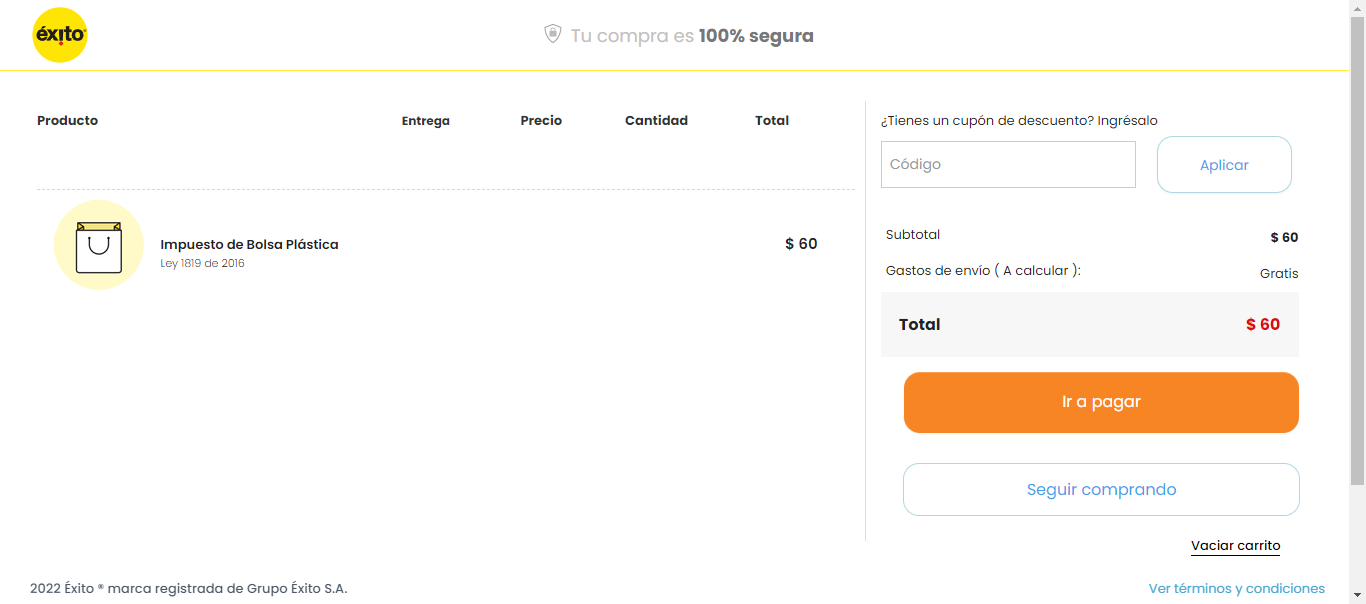 éxito
Tu compra es 100% segura
Producto Entrega Precio Cantidad Total
Impuesto de Bolsa Plástica $ 60
Ley 1819 de 2016
¿Tienes un cupón de descuento? Ingrésalo
Código Aplicar
Subtotal $ 60
Gastos de envío ( A calcular ): Gratis
Total $ 60
Ir a pagar
Seguir comprando
Vaciar carrito
2022 Éxito ® marca registrada de Grupo Éxito S.A. Ver términos y condiciones